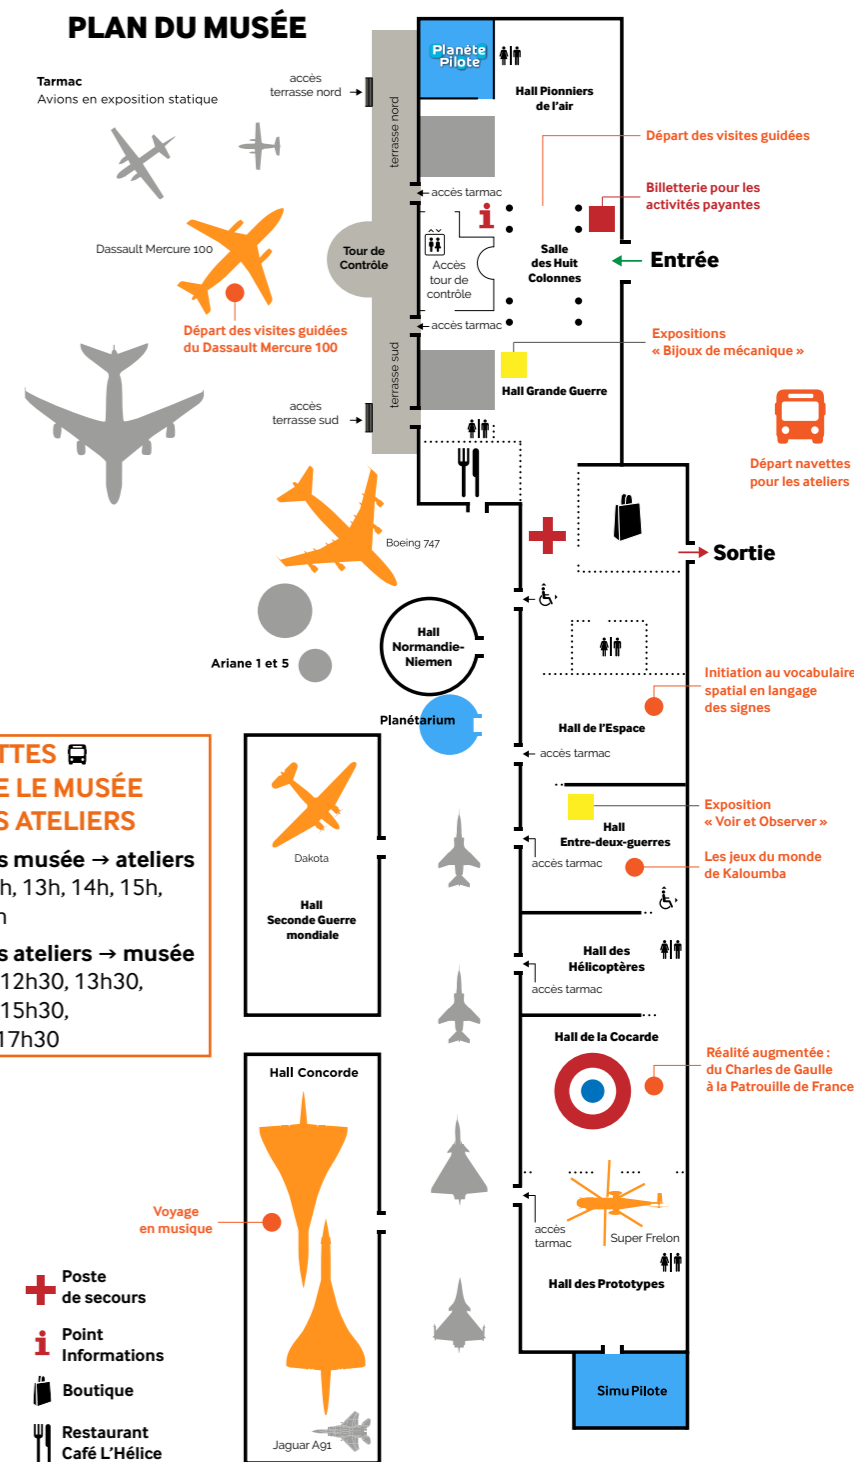 PLAN DU MUSÉE
Tarmac
Avions en exposition statique
accès
terrasse nord
terrasse nord
Planète
Pilote
Hall Pionniers
de l'air
Départ des visites guidées
Billetterie pour les
activités payantes
accès tarmac
Dassault Mercure 100
Tour de
Contrôle
Accès
tour de
contrôle
Salle
des Huit
Colonnes
Entrée
Départ des visites guidées
du Dassault Mercure 100
accès tarmac
Expositions
« Bijoux de mécanique »
terrasse sud
Hall Grande Guerre
accès
terrasse sud
Départ navettes
pour les ateliers
Boeing 747
Sortie
Hall
Normandie-
Niemen
Ariane 1 et 5
Planétarium
Initiation au vocabulaire
spatial en langage
des signes
Hall de l'Espace
accès tarmac
E LE MUSÉE
S ATELIERS
s musée → ateliers
h, 13h, 14h, 15h,
s ateliers → musée
12h30, 13h30,
15h30,
17h30
Dakota
Hall
Seconde Guerre
mondiale
Exposition
« Voir et Observer »
Hall
Entre-deux-guerres
accès tarmac
Les jeux du monde
de Kaloumba
Hall des
Hélicoptères
accès tarmac
Hall de la Cocarde
Réalité augmentée :
du Charles de Gaulle
à la Patrouille de France
Hall Concorde
Voyage
en musique
accès
tarmac
Super Frelon
Hall des Prototypes
Simu Pilote
Jaguar A91
Poste
de secours
i Point
Informations
Boutique
Restaurant
Café L'Hélice